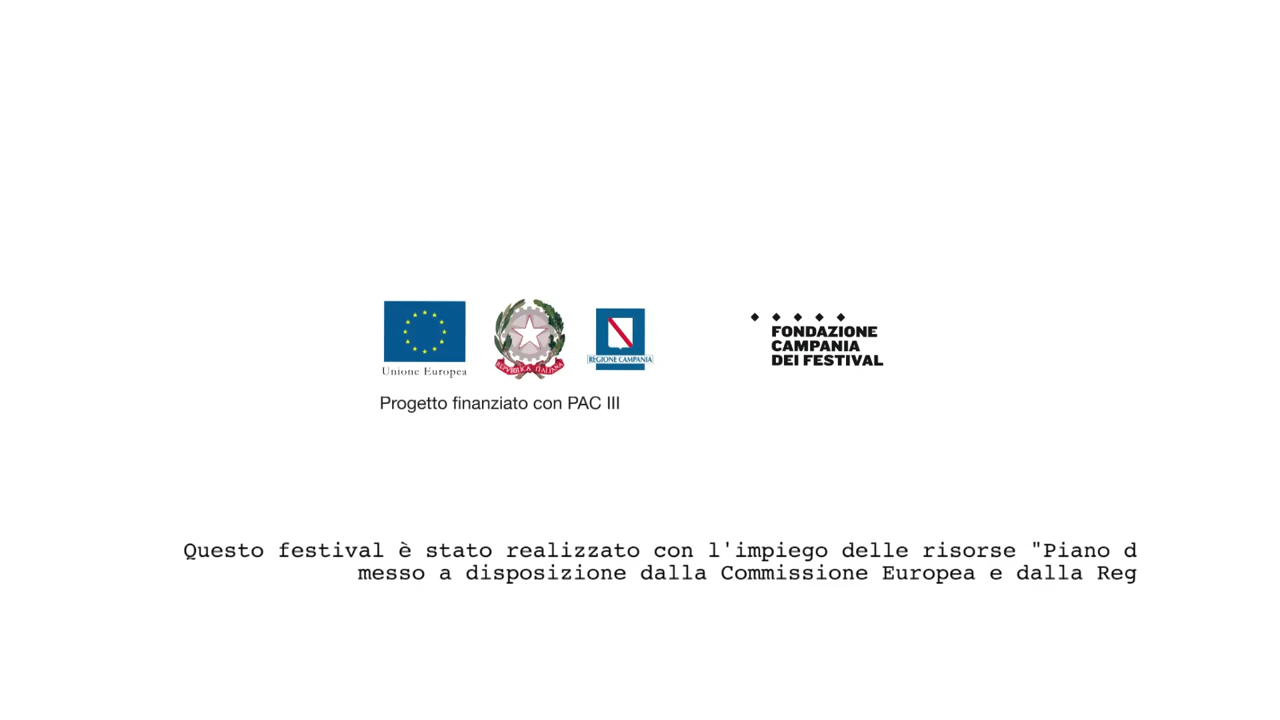 Unione Europea
REPVBBLICA ITALIANA
REGIONE CAMPANIA
Progetto finanziato con PAC III
FONDAZIONE
CAMPANIA
DEI FESTIVAL
Questo festival è stato realizzato con l'impiego delle risorse "Piano d
messo a disposizione dalla Commissione Europea e dalla Reg